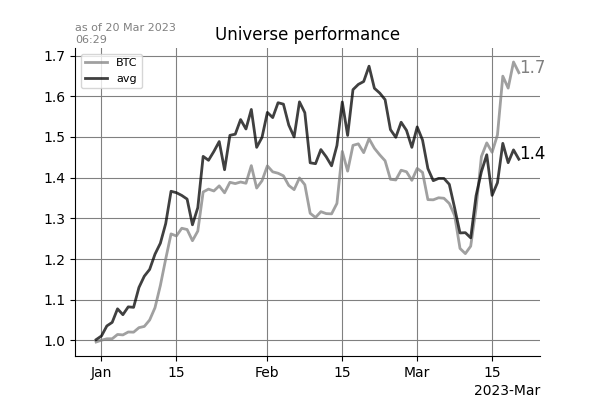 as of 20 Mar 2023
06:29
Universe performance
BTC
avg
1.7
1.6
1.5
1.4
1.3
1.2
1.1
1.0
1.7
1.4
Jan 15 Feb 15 Mar 15
2023-Mar